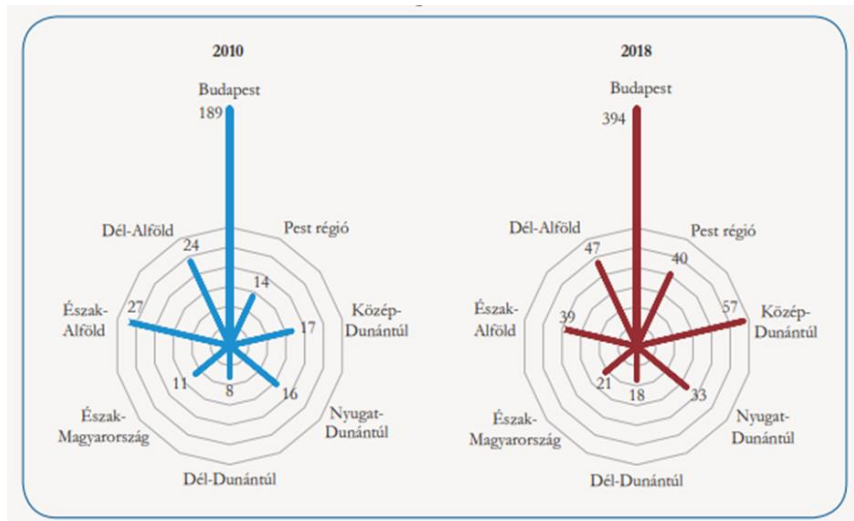 2010
Budapest
189
Dél-Alföld
24
Pest régió
14
Észak-
Alföld
27
Közép-
Dunántúl
17
11
8
16
Észak-
Magyarország
Nyugat-
Dunántúl
Dél-Dunántúl
2018
Budapest
394
Dél-Alföld
47
Pest régió
40
Észak-
Alföld
39
57
Közép-
Dunántúl
21
18
33
Észak-
Magyarország
Nyugat-
Dunántúl
Dél-Dunántúl